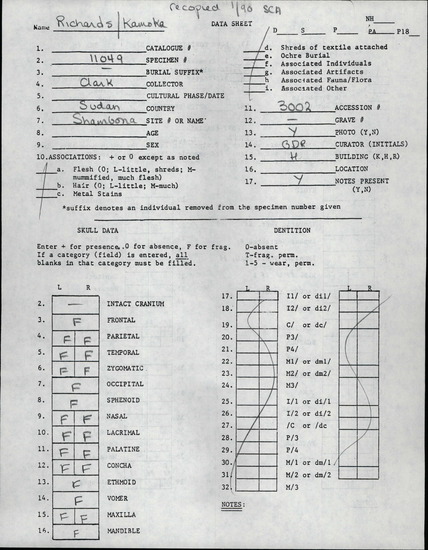 recopied 1/90 SCA
Name Richards/Kamoka DATA SHEET
NH
D S F PA P18
1. CATALOGUE #
2. 11049 SPECIMEN #
3. BURIAL SUFFIX*
4. Clark COLLECTOR
5. CULTURAL PHASE/DATE
6. Sudan COUNTRY
7. Shambona SITE # OR NAME
8. AGE
9. SEX
d. Shreds of textile attached
e. Ochre Burial
f. Associated Individuals
g. Associated Artifacts
h Associated Fauna/Flora
i. Associated Other
11. 3002 ACCESSION #
12. — GRAVE #
13. Y PHOTO (Y,N)
14. GDR CURATOR (INITIALS)
15. H BUILDING (K,H,R)
16. LOCATION
17. Y NOTES PRESENT (Y,N)
10. ASSOCIATIONS: + or 0 except as noted
a. Flesh (0; L-little, shreds; M-
mummified, much flesh)
b. Hair (0; L-little; M-much)
c. Metal Stains
*suffix denotes an individual removed from the specimen number given
SKULL DATA
Enter + for presence, 0 for absence, F for frag.
If a category (field) is entered, all
blanks in that category must be filled.
DENTITION
0-absent
T-frag. perm.
1-5 - wear, perm.
L R
2. — INTACT CRANIUM
3. F FRONTAL
4. F F PARIETAL
5. F F TEMPORAL
6. F F ZYGOMATIC
7. F OCCIPITAL
8. F SPHENOID
9. F F NASAL
10. F F LACRIMAL
11. F F PALATINE
12. F F CONCHA
13. F ETHMOID
14. F VOMER
15. F F MAXILLA
16. F MANDIBLE
L R L R
17. I1/ or di1/
18. I2/ or di2/
19. C/ or dc/
20. P3/
21. P4/
22. M1/ or dm1/
23. M2/ or dm2/
24. M3/
25. I/1 or di/1
26. I/2 or di/2
27. /C or /dc
28. P/3
29. P/4
30. M/1 or dm/1
31. M/2 or dm/2
32. M/3
NOTES: